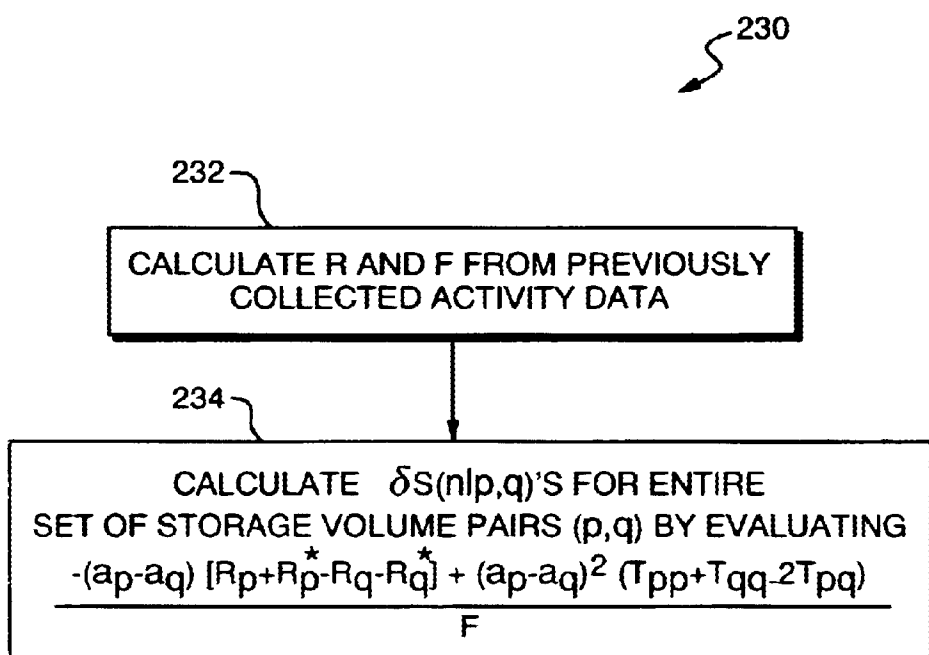 230
232
CALCULATE R AND F FROM PREVIOUSLY
COLLECTED ACTIVITY DATA
234
CALCULATE δS(n|p,q)'S FOR ENTIRE
SET OF STORAGE VOLUME PAIRS (p,q) BY EVALUATING
-(ap-aq) [Rp+Rp*-Rq-Rq*] + (ap-aq)2 (Tpp+Tqq-2Tpq)
F